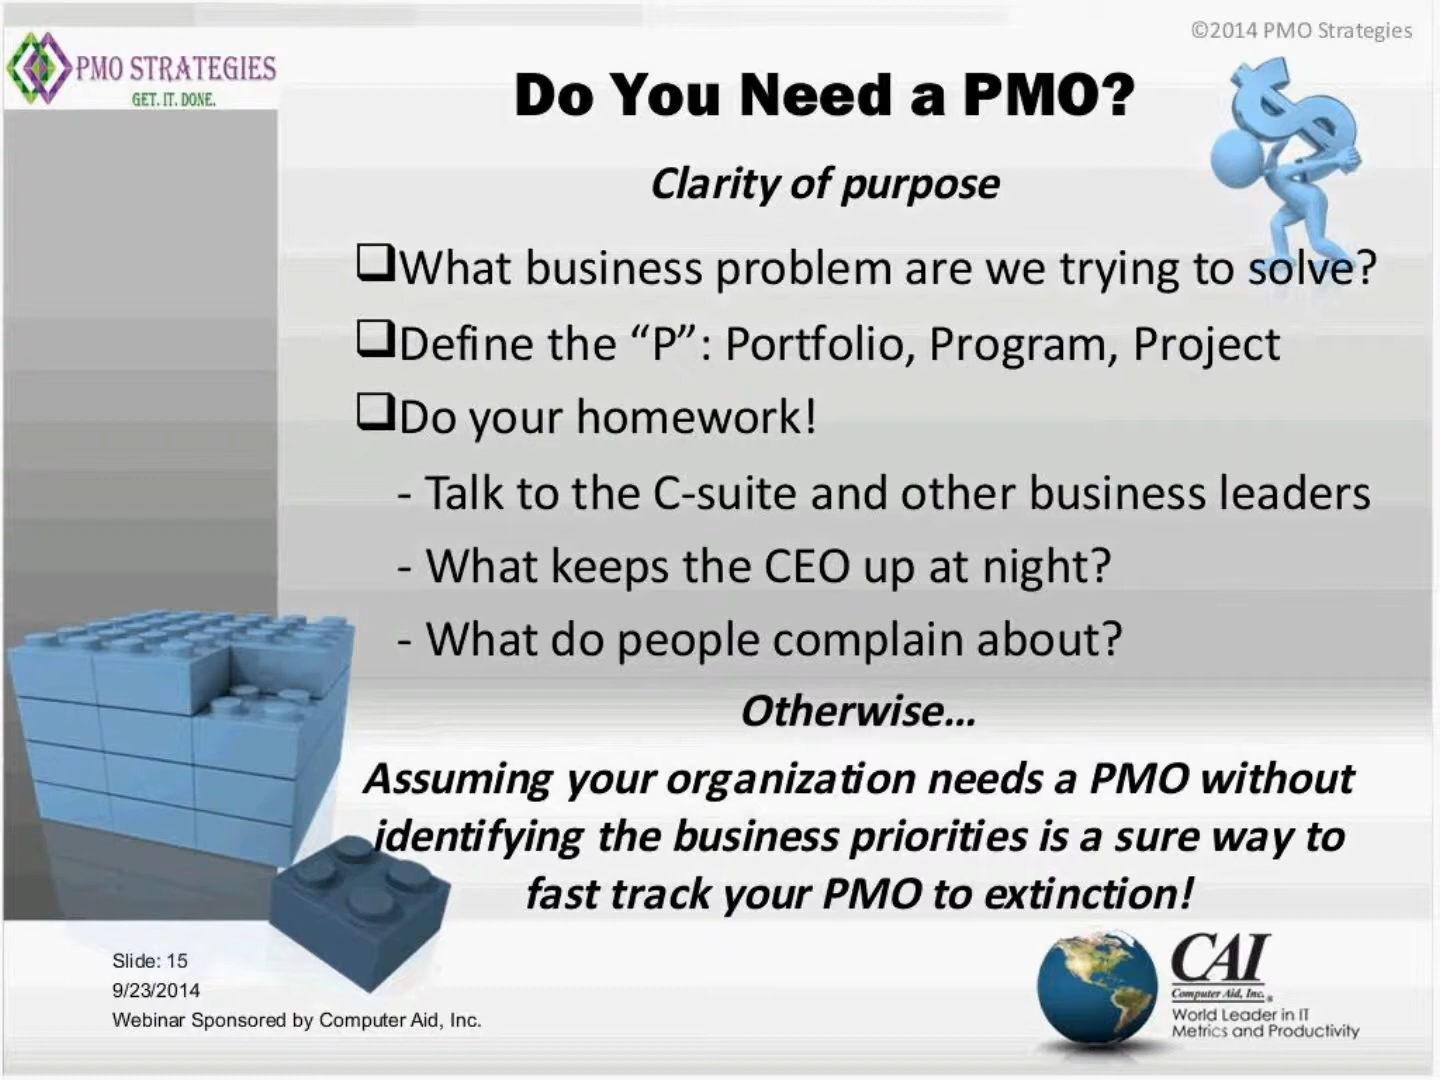 ©2014 PMO Strategies
PMO STRATEGIES
GET. IT. DONE.
Do You Need a PMO?
Clarity of purpose
❑What business problem are we trying to solve?
❑Define the “P”: Portfolio, Program, Project
❑Do your homework!
- Talk to the C-suite and other business leaders
- What keeps the CEO up at night?
- What do people complain about?
Otherwise…
Assuming your organization needs a PMO without
identifying the business priorities is a sure way to
fast track your PMO to extinction!
Slide: 15
9/23/2014
Webinar Sponsored by Computer Aid, Inc.
CAI
Computer Aid, Inc.®
World Leader in IT
Metrics and Productivity